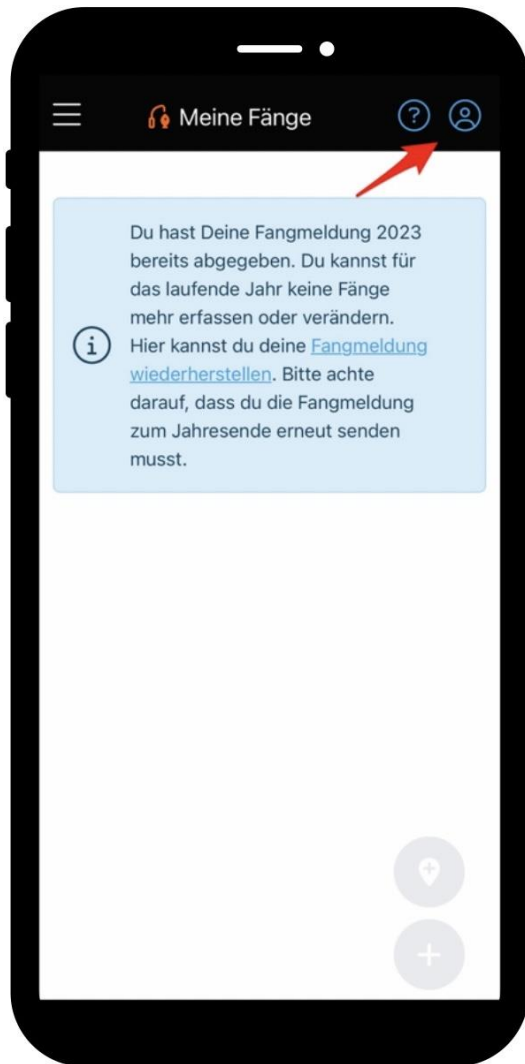 Meine Fänge
?
Du hast Deine Fangmeldung 2023
bereits abgegeben. Du kannst für
das laufende Jahr keine Fänge
mehr erfassen oder verändern.
Hier kannst du deine Fangmeldung
wiederherstellen. Bitte achte
darauf, dass du die Fangmeldung
zum Jahresende erneut senden
musst.